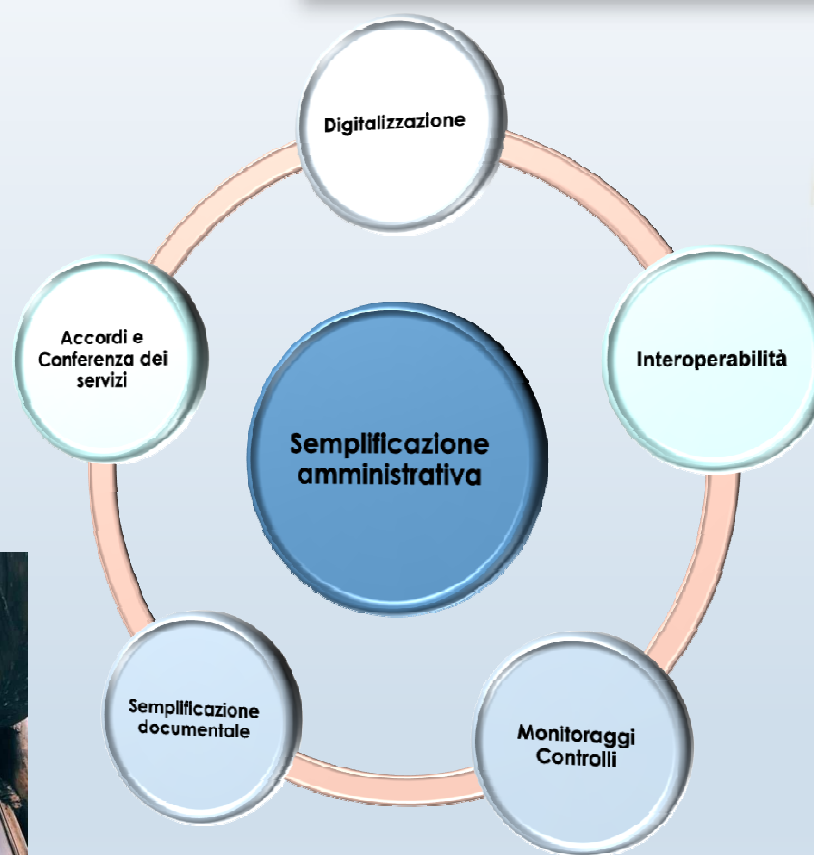 Digitalizzazione
Interoperabilità
Accordi e
Conferenza dei
servizi
Semplificazione
amministrativa
Semplificazione
documentale
Monitoraggi
Controlli